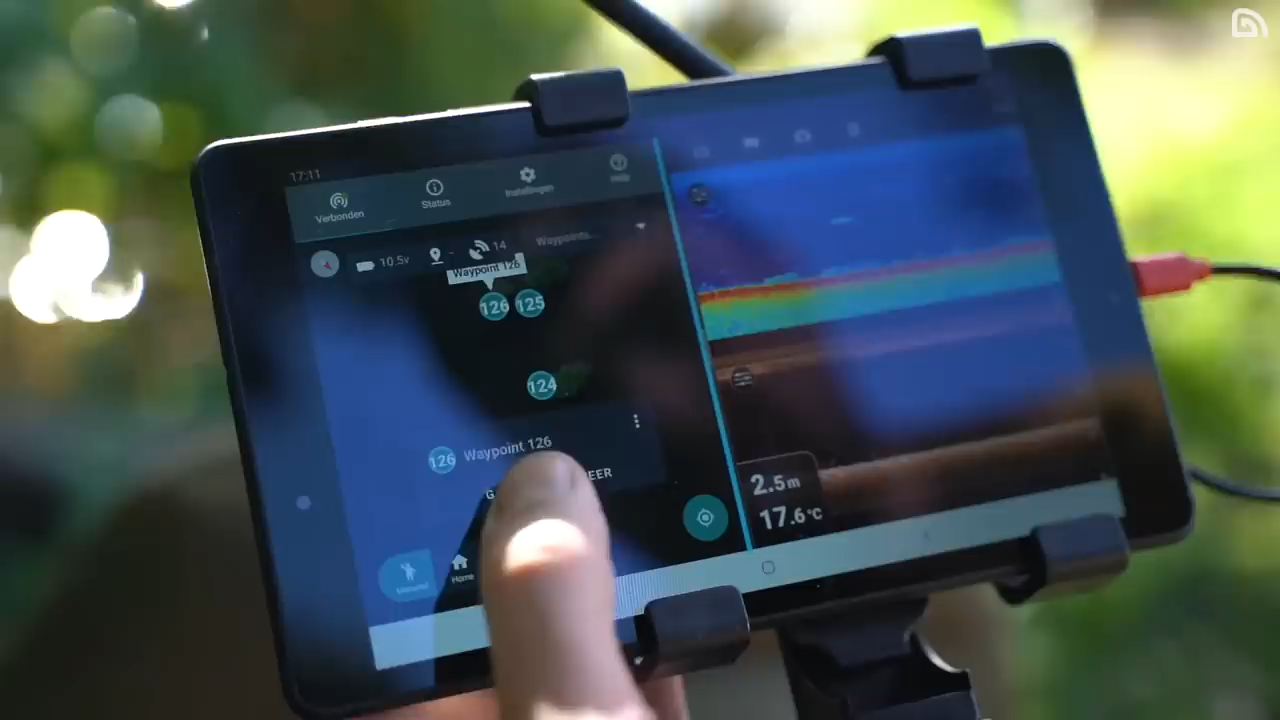 17:11
Verbonden
Status
Instellingen
Help
10.5v
-
14
Waypoints...
Waypoint 126
126
125
124
126
Waypoint 126
Home
2.5m
17.6°C